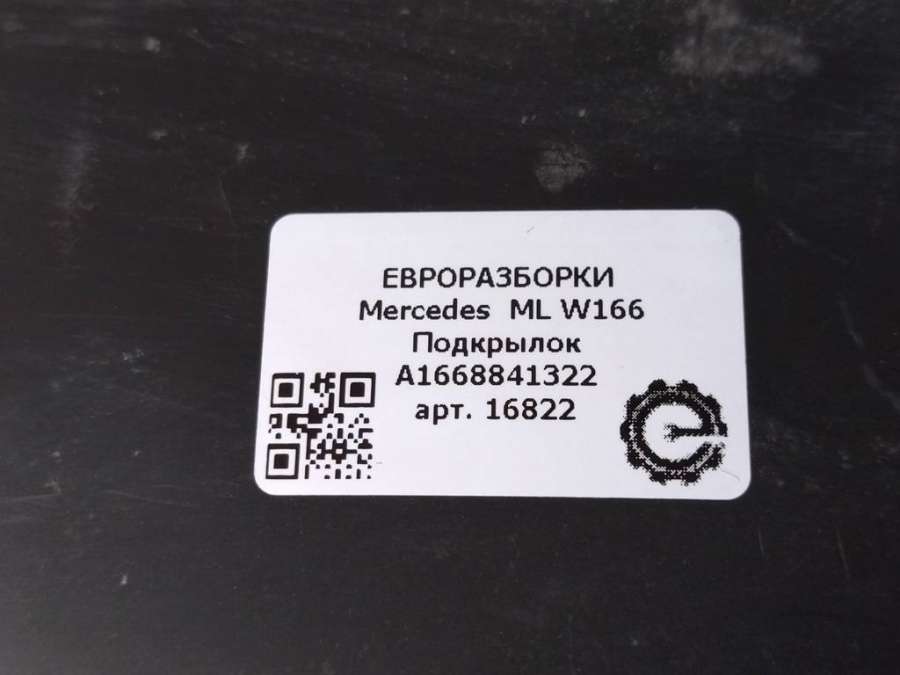 ЕВРОРАЗБОРКИ
Mercedes ML W166
Подкрылок
A1668841322
арт. 16822